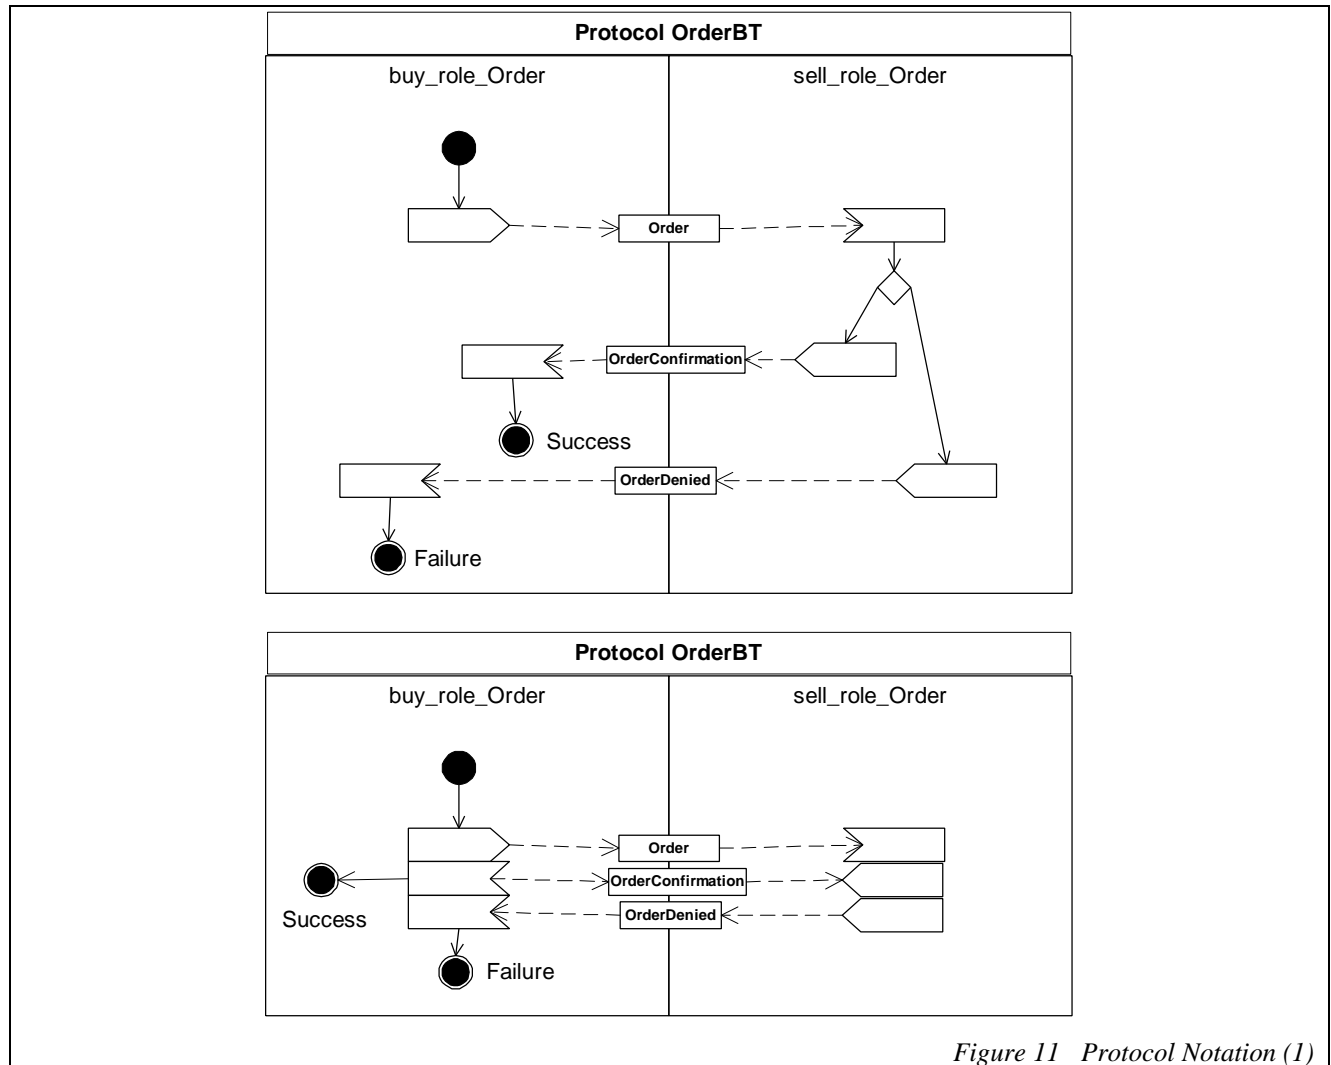 Protocol OrderBT
buy_role_Order
sell_role_Order
Order
OrderConfirmation
Success
OrderDenied
Failure
Protocol OrderBT
buy_role_Order
sell_role_Order
Order
OrderConfirmation
OrderDenied
Success
Failure
Figure 11 Protocol Notation (1)